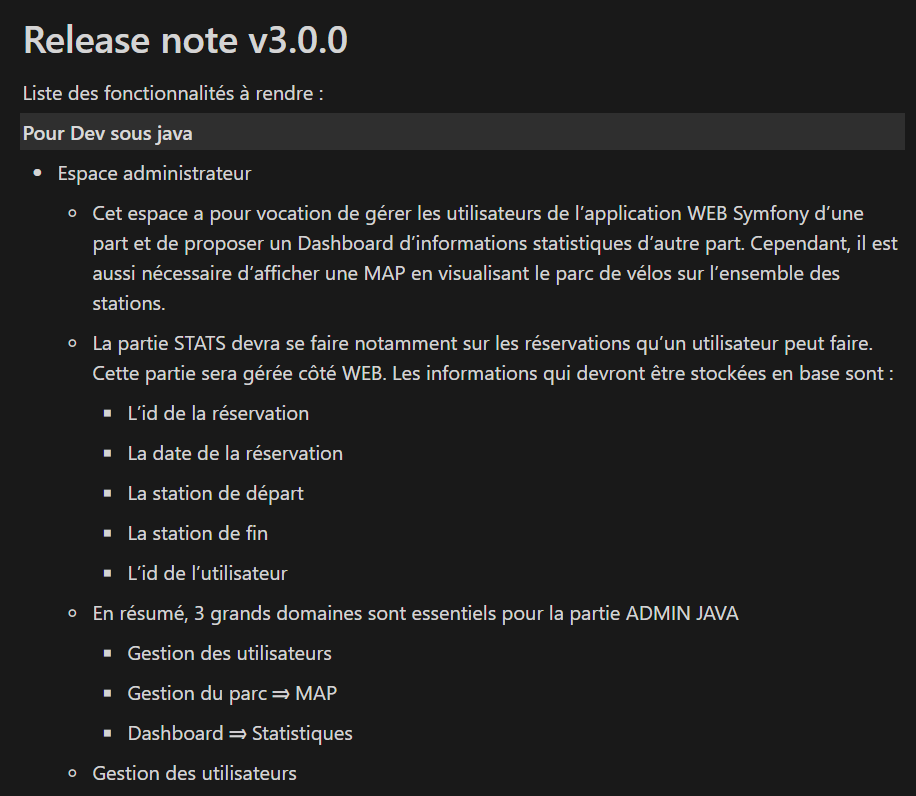 Release note v3.0.0
Liste des fonctionnalités à rendre :
Pour Dev sous java
Espace administrateur
Cet espace a pour vocation de gérer les utilisateurs de l’application WEB Symfony d’une
part et de proposer un Dashboard d’informations statistiques d’autre part. Cependant, il est
aussi nécessaire d’afficher une MAP en visualisant le parc de vélos sur l’ensemble des
stations.
La partie STATS devra se faire notamment sur les réservations qu’un utilisateur peut faire.
Cette partie sera gérée côté WEB. Les informations qui devront être stockées en base sont :
L’id de la réservation
La date de la réservation
La station de départ
La station de fin
L’id de l’utilisateur
En résumé, 3 grands domaines sont essentiels pour la partie ADMIN JAVA
Gestion des utilisateurs
Gestion du parc ⇒ MAP
Dashboard ⇒ Statistiques
Gestion des utilisateurs